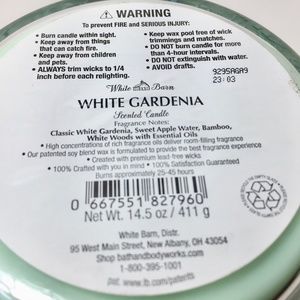 WARNING
To PREVENT FIRE AND SERIOUS INJURY:
• Burn candle within sight.
• Keep away from things
that can catch fire.
• Keep away from children
and pets.
• ALWAYS trim wicks to 1/4
inch before each relighting.
• Keep wax pool free of wick
trimmings and matches.
• DO NOT burn candle for more
than 4-hour intervals.
• DO NOT extinguish with water.
• AVOID drafts.
9295AGA9
23:03
White Barn
WHITE GARDENIA
Scented Candle
Fragrance Notes:
Classic White Gardenia, Sweet Apple Water, Bamboo,
White Woods with Essential Oils
• High concentrations of rich fragrance oils deliver room-filling fragrance
• Our patented soy blend wax is formulated to provide the best fragrance experience
• Created with premium lead-free wicks
• 100% Crafted with you in mind • 100% Satisfaction Guaranteed
Burns approximately 25-45 hours
0 667551 827960
Net Wt. 14.5 oz / 411 g
White Barn, Distr.
95 West Main Street, New Albany, OH 43054
Shop bathandbodyworks.com
1-800-395-1001
pat. lb.com/patents